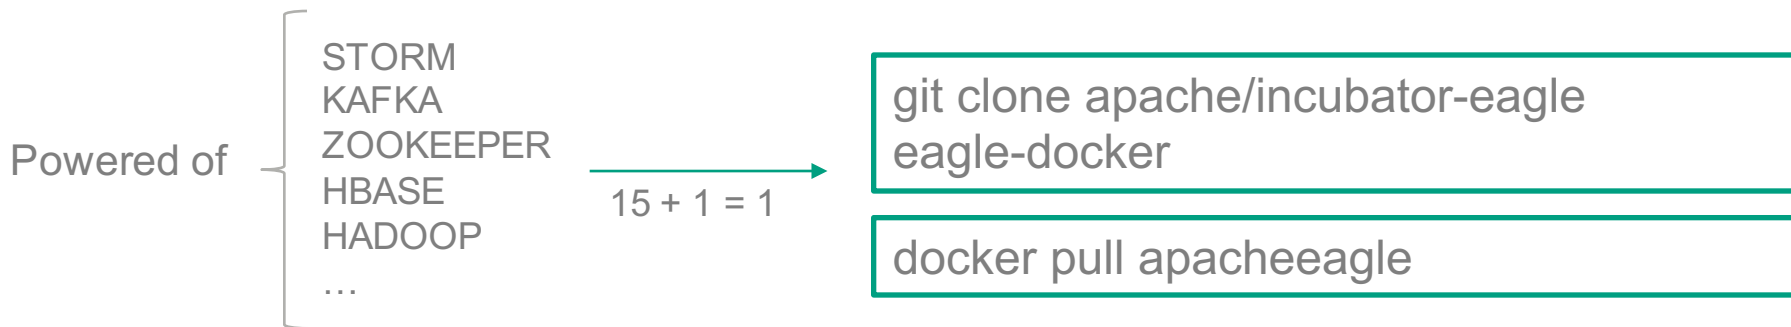 Powered of
STORM
KAFKA
ZOOKEEPER
HBASE
HADOOP
…
15 + 1 = 1
git clone apache/incubator-eagle
eagle-docker
docker pull apacheeagle